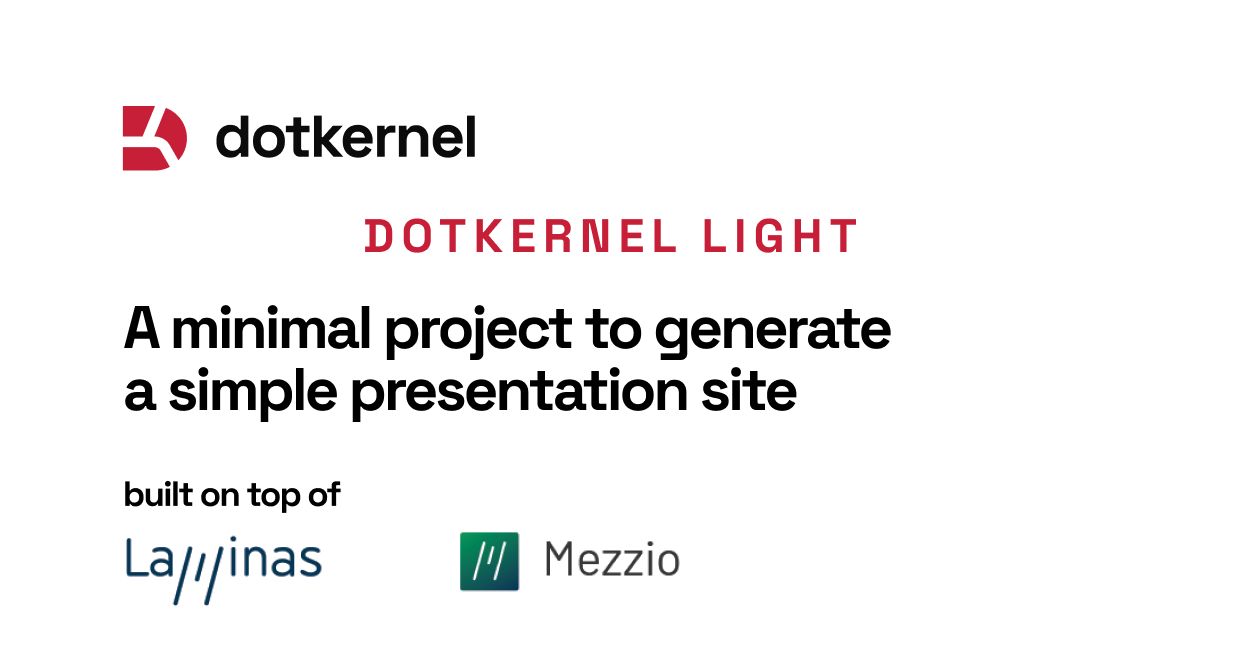 dotkernel
DOTKERNEL LIGHT
A minimal project to generate
a simple presentation site
built on top of
Laminas
Mezzio